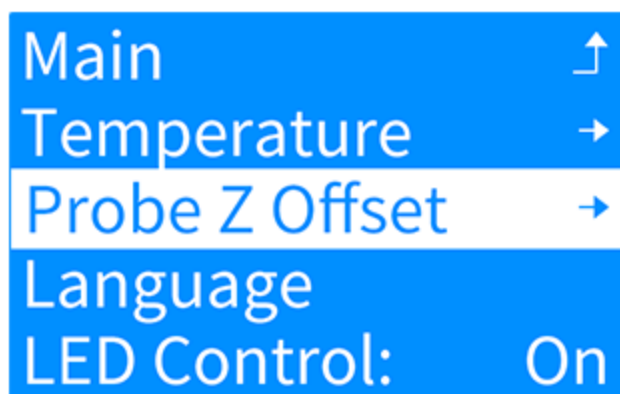 Main
Temperature
Probe Z Offset
Language
LED Control: On